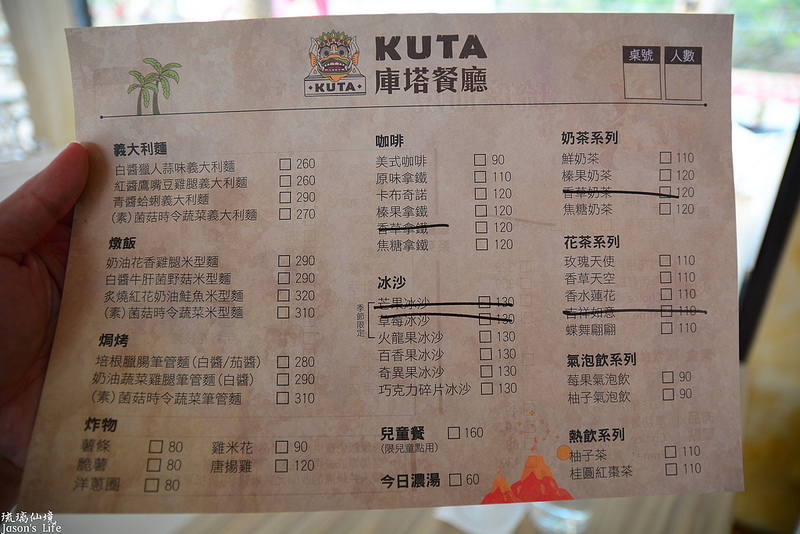 KUTA
KUTA
庫塔餐廳
桌號 人數
義大利麵
白醬獵人蒜味義大利麵 260
紅醬鷹嘴豆雞腿義大利麵 260
青醬蛤蜊義大利麵 290
(素)菌菇時令蔬菜義大利麵 270
燉飯
奶油花香雞腿米型麵 290
白醬牛肝菌野菇米型麵 290
炙燒紅花奶油鮭魚米型麵 320
(素)菌菇時令蔬菜米型麵 310
焗烤
培根臘腸筆管麵(白醬/茄醬) 280
奶油蔬菜雞腿筆管麵(白醬) 290
(素)菌菇時令蔬菜筆管麵 310
炸物
薯條 80 雞米花 90
脆薯 80 唐揚雞 120
洋蔥圈 80
咖啡
美式咖啡 90
原味拿鐵 110
卡布奇諾 120
榛果拿鐵 120
香草拿鐵 120
焦糖拿鐵 120
冰沙
季節限定
芒果冰沙 130
草莓冰沙 130
火龍果冰沙 130
百香果冰沙 130
奇異果冰沙 130
巧克力碎片冰沙 130
兒童餐 160
(限兒童點用)
今日濃湯 60
奶茶系列
鮮奶茶 110
榛果奶茶 120
香草奶茶 120
焦糖奶茶 120
花茶系列
玫瑰天使 110
香草天空 110
香水蓮花 110
吉祥如意 110
蝶舞翩翩 110
氣泡飲系列
莓果氣泡飲 90
柚子氣泡飲 90
熱飲系列
柚子茶 110
桂圓紅棗茶 110
琉璃仙境
Jason's Life